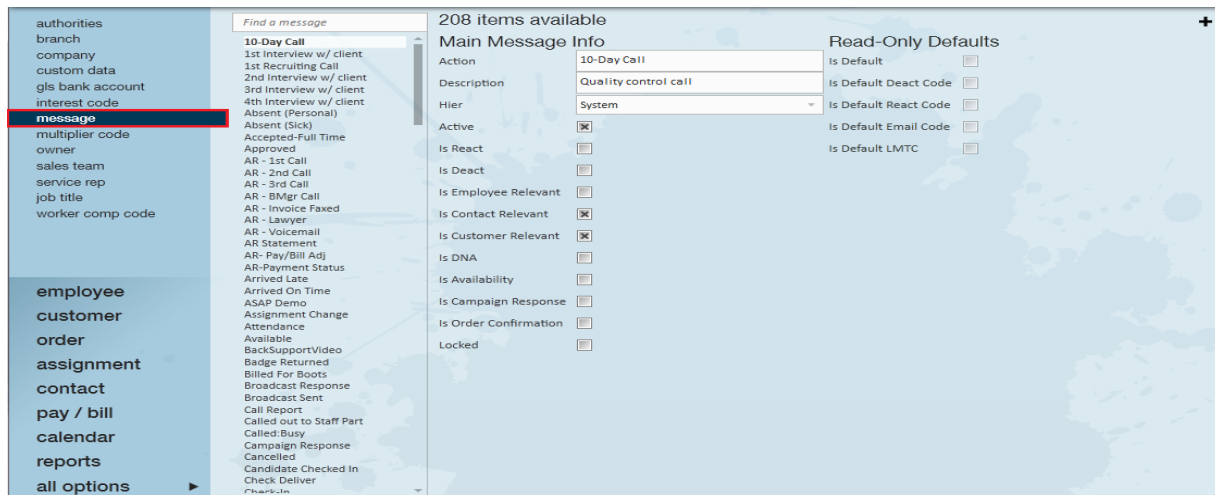 authorities
branch
company
custom data
gls bank account
interest code
message
multiplier code
owner
sales team
service rep
job title
worker comp code
employee
customer
order
assignment
contact
pay / bill
calendar
reports
all options
Find a message
10-Day Call
1st Interview w/ client
1st Recruiting Call
2nd Interview w/ client
3rd Interview w/ client
4th Interview w/ client
Absent (Personal)
Absent (Sick)
Accepted-Full Time
Approved
AR - 1st Call
AR - 2nd Call
AR - 3rd Call
AR - BMgr Call
AR - Invoice Faxed
AR - Lawyer
AR - Voicemail
AR Statement
AR- Pay/Bill Adj
AR-Payment Status
Arrived Late
Arrived On Time
ASAP Demo
Assignment Change
Attendance
Available
BackSupportVideo
Badge Returned
Billed For Boots
Broadcast Response
Broadcast Sent
Call Report
Called out to Staff Part
Called:Busy
Campaign Response
Cancelled
Candidate Checked In
Check Deliver
Check-In
208 items available
+
Main Message Info
Action 10-Day Call
Description Quality control call
Hier System
Active
Is React
Is Deact
Is Employee Relevant
Is Contact Relevant
Is Customer Relevant
Is DNA
Is Availability
Is Campaign Response
Is Order Confirmation
Locked
Read-Only Defaults
Is Default
Is Default Deact Code
Is Default React Code
Is Default Email Code
Is Default LMTC